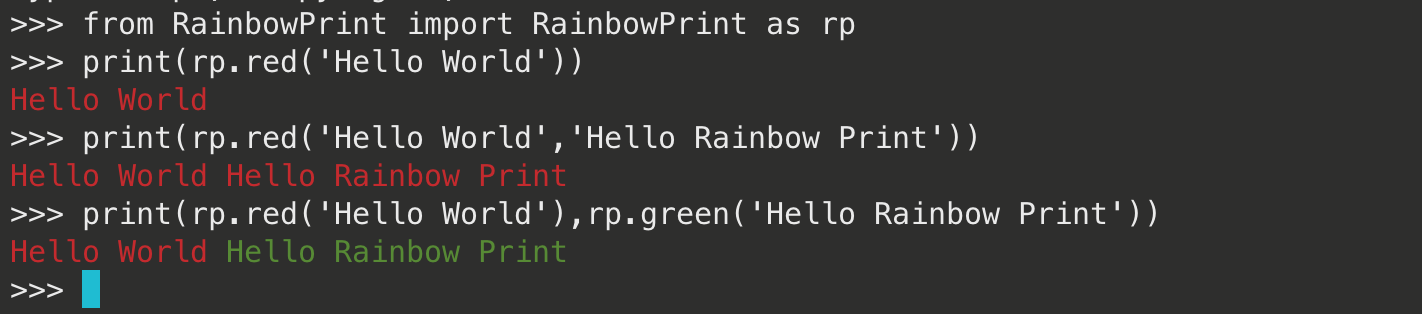 >>> from RainbowPrint import RainbowPrint as rp
>>> print(rp.red('Hello World'))
Hello World
>>> print(rp.red('Hello World','Hello Rainbow Print'))
Hello World Hello Rainbow Print
>>> print(rp.red('Hello World'),rp.green('Hello Rainbow Print'))
Hello World Hello Rainbow Print
>>>